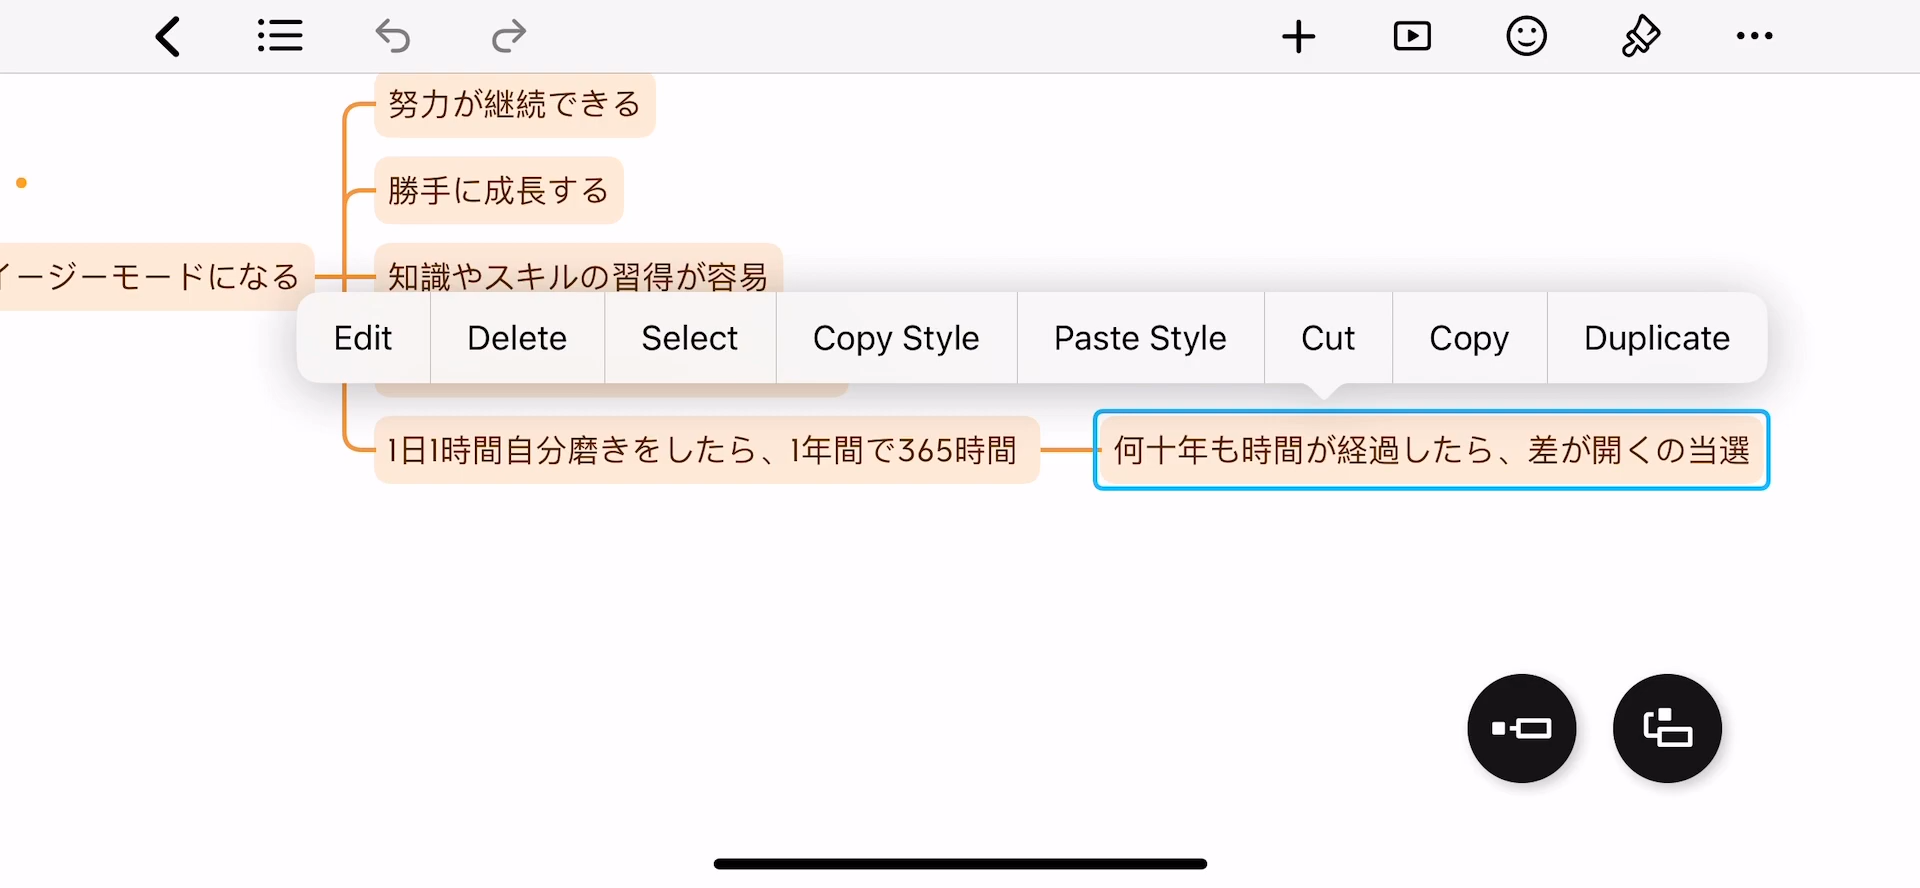 努力が継続できる
勝手に成長する
イージーモードになる
知識やスキルの習得が容易
Edit Delete Select Copy Style Paste Style Cut Copy Duplicate
1日1時間自分磨きをしたら、1年間で365時間
何十年も時間が経過したら、差が開くの当選